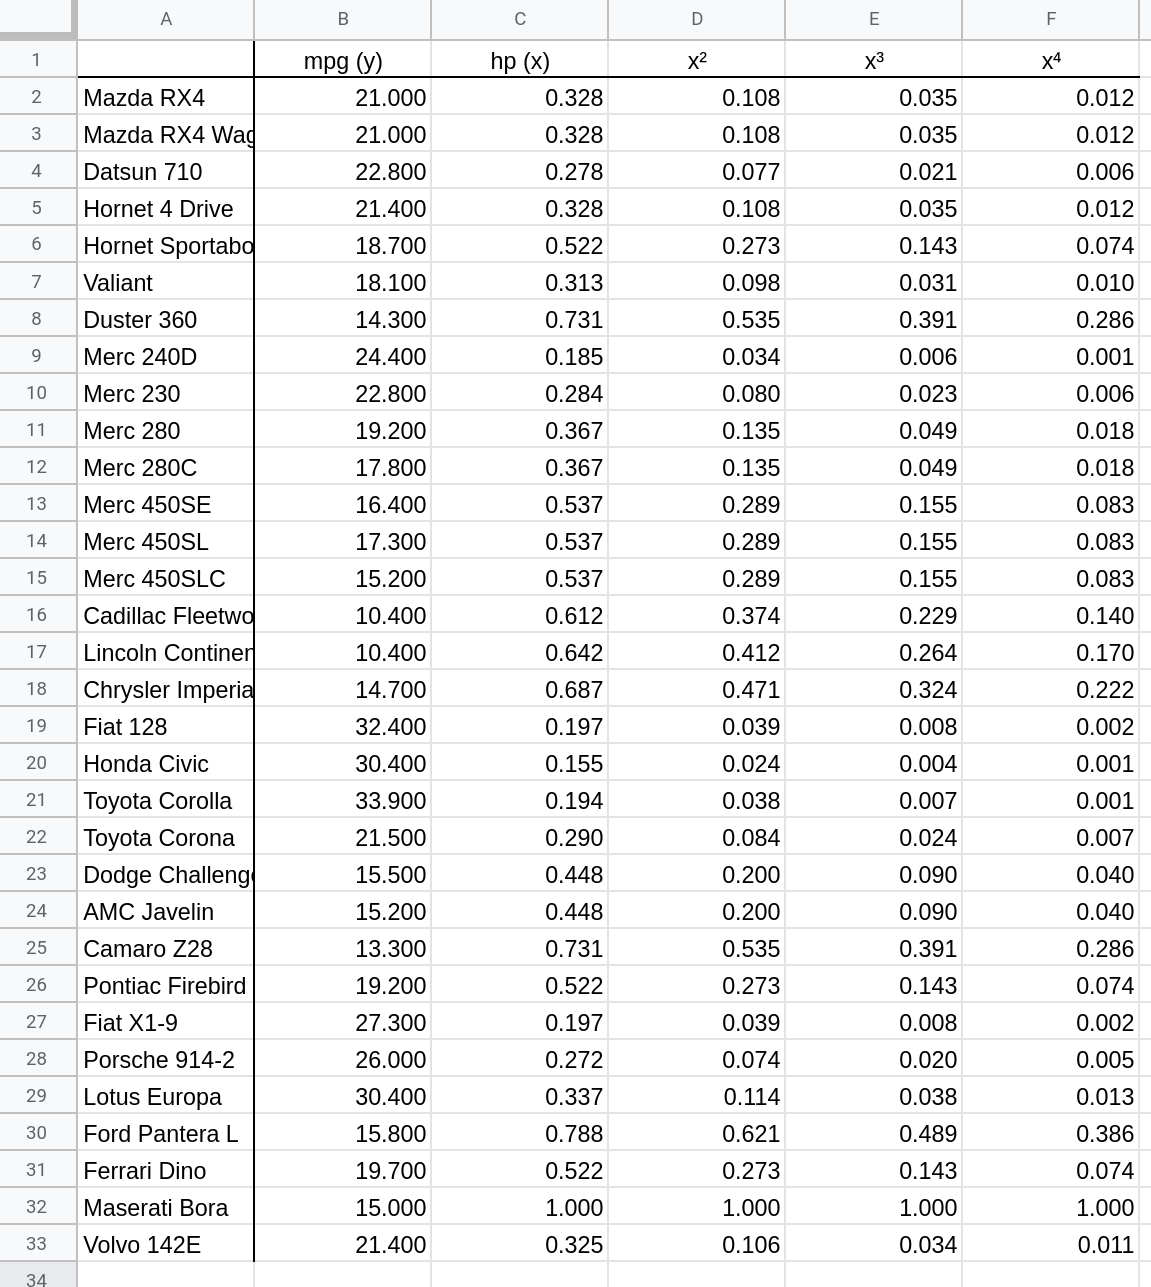 A B C D E F
1 mpg (y) hp (x) x² x³ x⁴
2 Mazda RX4 21.000 0.328 0.108 0.035 0.012
3 Mazda RX4 Wag 21.000 0.328 0.108 0.035 0.012
4 Datsun 710 22.800 0.278 0.077 0.021 0.006
5 Hornet 4 Drive 21.400 0.328 0.108 0.035 0.012
6 Hornet Sportabo 18.700 0.522 0.273 0.143 0.074
7 Valiant 18.100 0.313 0.098 0.031 0.010
8 Duster 360 14.300 0.731 0.535 0.391 0.286
9 Merc 240D 24.400 0.185 0.034 0.006 0.001
10 Merc 230 22.800 0.284 0.080 0.023 0.006
11 Merc 280 19.200 0.367 0.135 0.049 0.018
12 Merc 280C 17.800 0.367 0.135 0.049 0.018
13 Merc 450SE 16.400 0.537 0.289 0.155 0.083
14 Merc 450SL 17.300 0.537 0.289 0.155 0.083
15 Merc 450SLC 15.200 0.537 0.289 0.155 0.083
16 Cadillac Fleetwo 10.400 0.612 0.374 0.229 0.140
17 Lincoln Continen 10.400 0.642 0.412 0.264 0.170
18 Chrysler Imperia 14.700 0.687 0.471 0.324 0.222
19 Fiat 128 32.400 0.197 0.039 0.008 0.002
20 Honda Civic 30.400 0.155 0.024 0.004 0.001
21 Toyota Corolla 33.900 0.194 0.038 0.007 0.001
22 Toyota Corona 21.500 0.290 0.084 0.024 0.007
23 Dodge Challenge 15.500 0.448 0.200 0.090 0.040
24 AMC Javelin 15.200 0.448 0.200 0.090 0.040
25 Camaro Z28 13.300 0.731 0.535 0.391 0.286
26 Pontiac Firebird 19.200 0.522 0.273 0.143 0.074
27 Fiat X1-9 27.300 0.197 0.039 0.008 0.002
28 Porsche 914-2 26.000 0.272 0.074 0.020 0.005
29 Lotus Europa 30.400 0.337 0.114 0.038 0.013
30 Ford Pantera L 15.800 0.788 0.621 0.489 0.386
31 Ferrari Dino 19.700 0.522 0.273 0.143 0.074
32 Maserati Bora 15.000 1.000 1.000 1.000 1.000
33 Volvo 142E 21.400 0.325 0.106 0.034 0.011
34